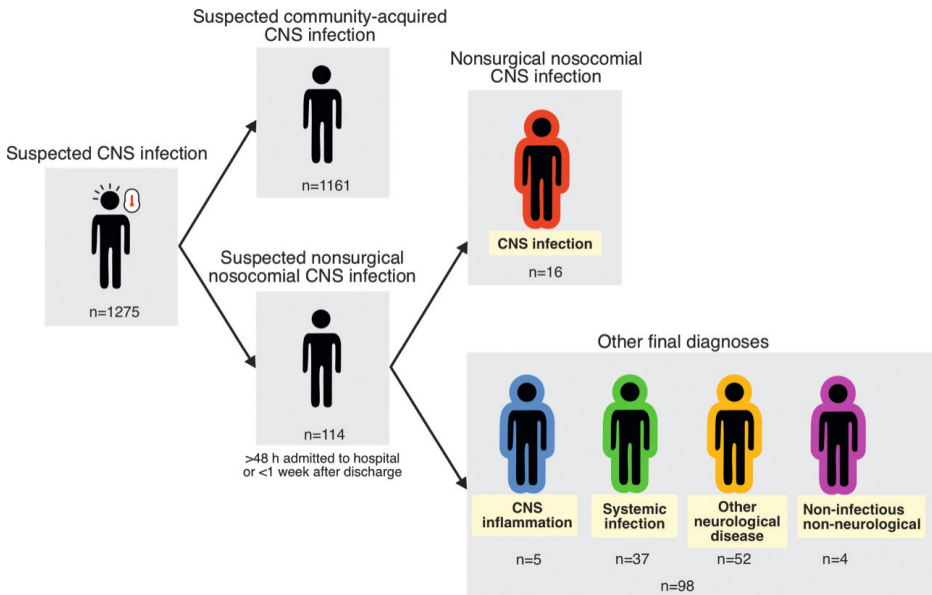 Suspected community-acquired
CNS infection
n=1161
Nonsurgical nosocomial
CNS infection
CNS infection
n=16
Suspected CNS infection
n=1275
Suspected nonsurgical
nosocomial CNS infection
n=114
>48 h admitted to hospital
or <1 week after discharge
Other final diagnoses
CNS
inflammation
n=5
Systemic
infection
n=37
Other
neurological
disease
n=52
Non-infectious
non-neurological
n=4
n=98